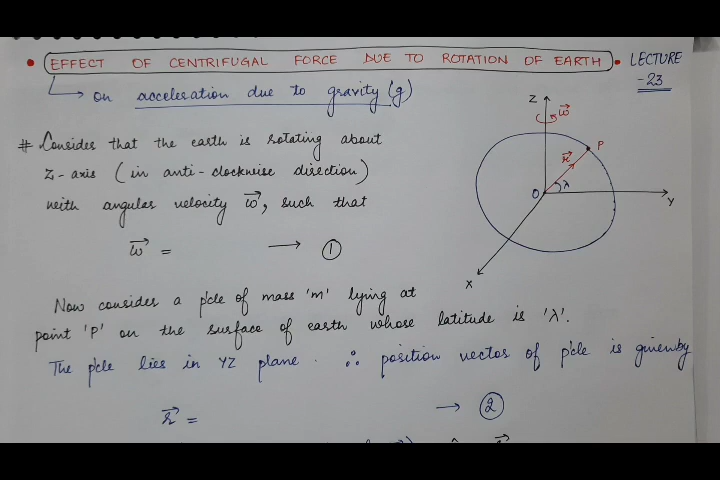 • EFFECT OF CENTRIFUGAL FORCE DUE TO ROTATION OF EARTH •
LECTURE
-23
on acceleration due to gravity (g)
# Consider that the earth is rotating about
Z-axis (in anti-clockwise direction)
with angular velocity ω⃗, such that
ω⃗ = → ①
Z
ω⃗
P
r⃗
O
λ
Y
X
Now consider a p'cle of mass 'm' lying at
point 'P' on the surface of earth whose latitude is 'λ'.
The p'cle lies in YZ plane. ∴ position vector of p'cle is given by
r⃗ = → ②